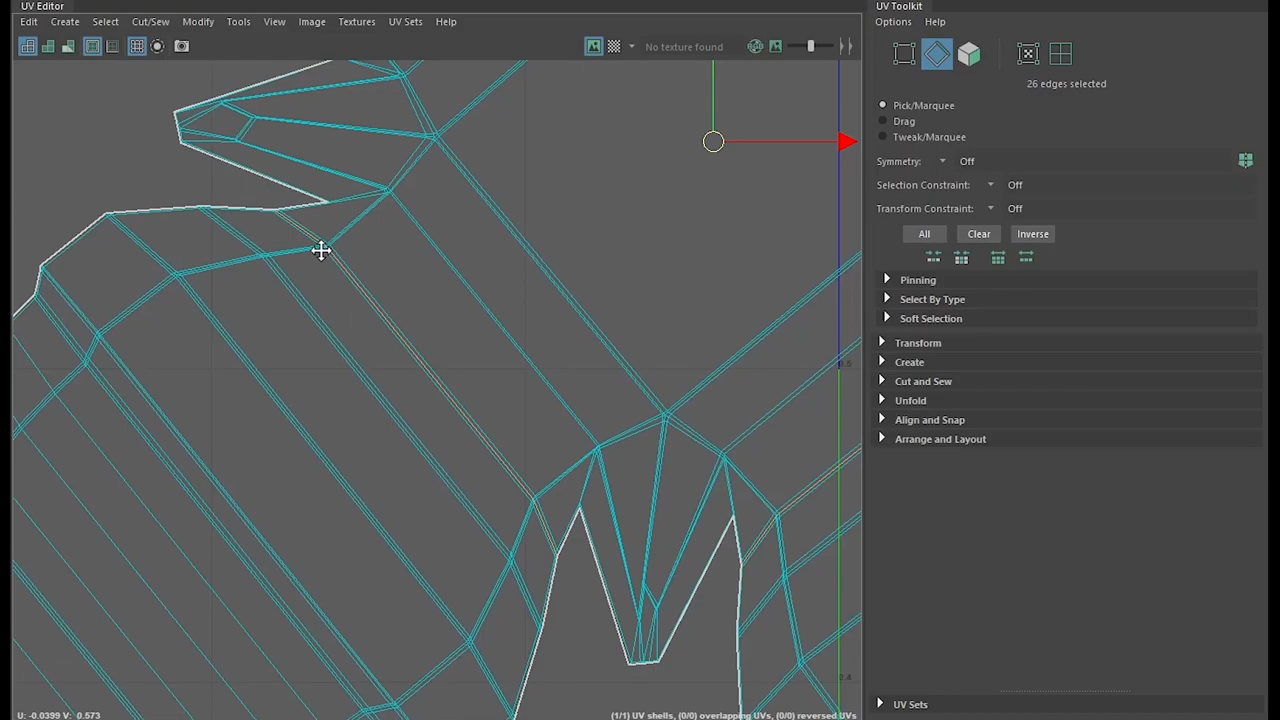 UV Editor
UV Toolkit
Edit Create Select Cut/Sew Modify Tools View Image Textures UV Sets Help
Options Help
No texture found
26 edges selected
Pick/Marquee
Drag
Tweak/Marquee
Symmetry: Off
Selection Constraint: Off
Transform Constraint: Off
All Clear Inverse
Pinning
Select By Type
Soft Selection
Transform
Create
Cut and Sew
Unfold
Align and Snap
Arrange and Layout
UV Sets
U: -0.0399 V: 0.573
(1/1) UV shells, (0/0) overlapping UVs, (0/0) reversed UVs